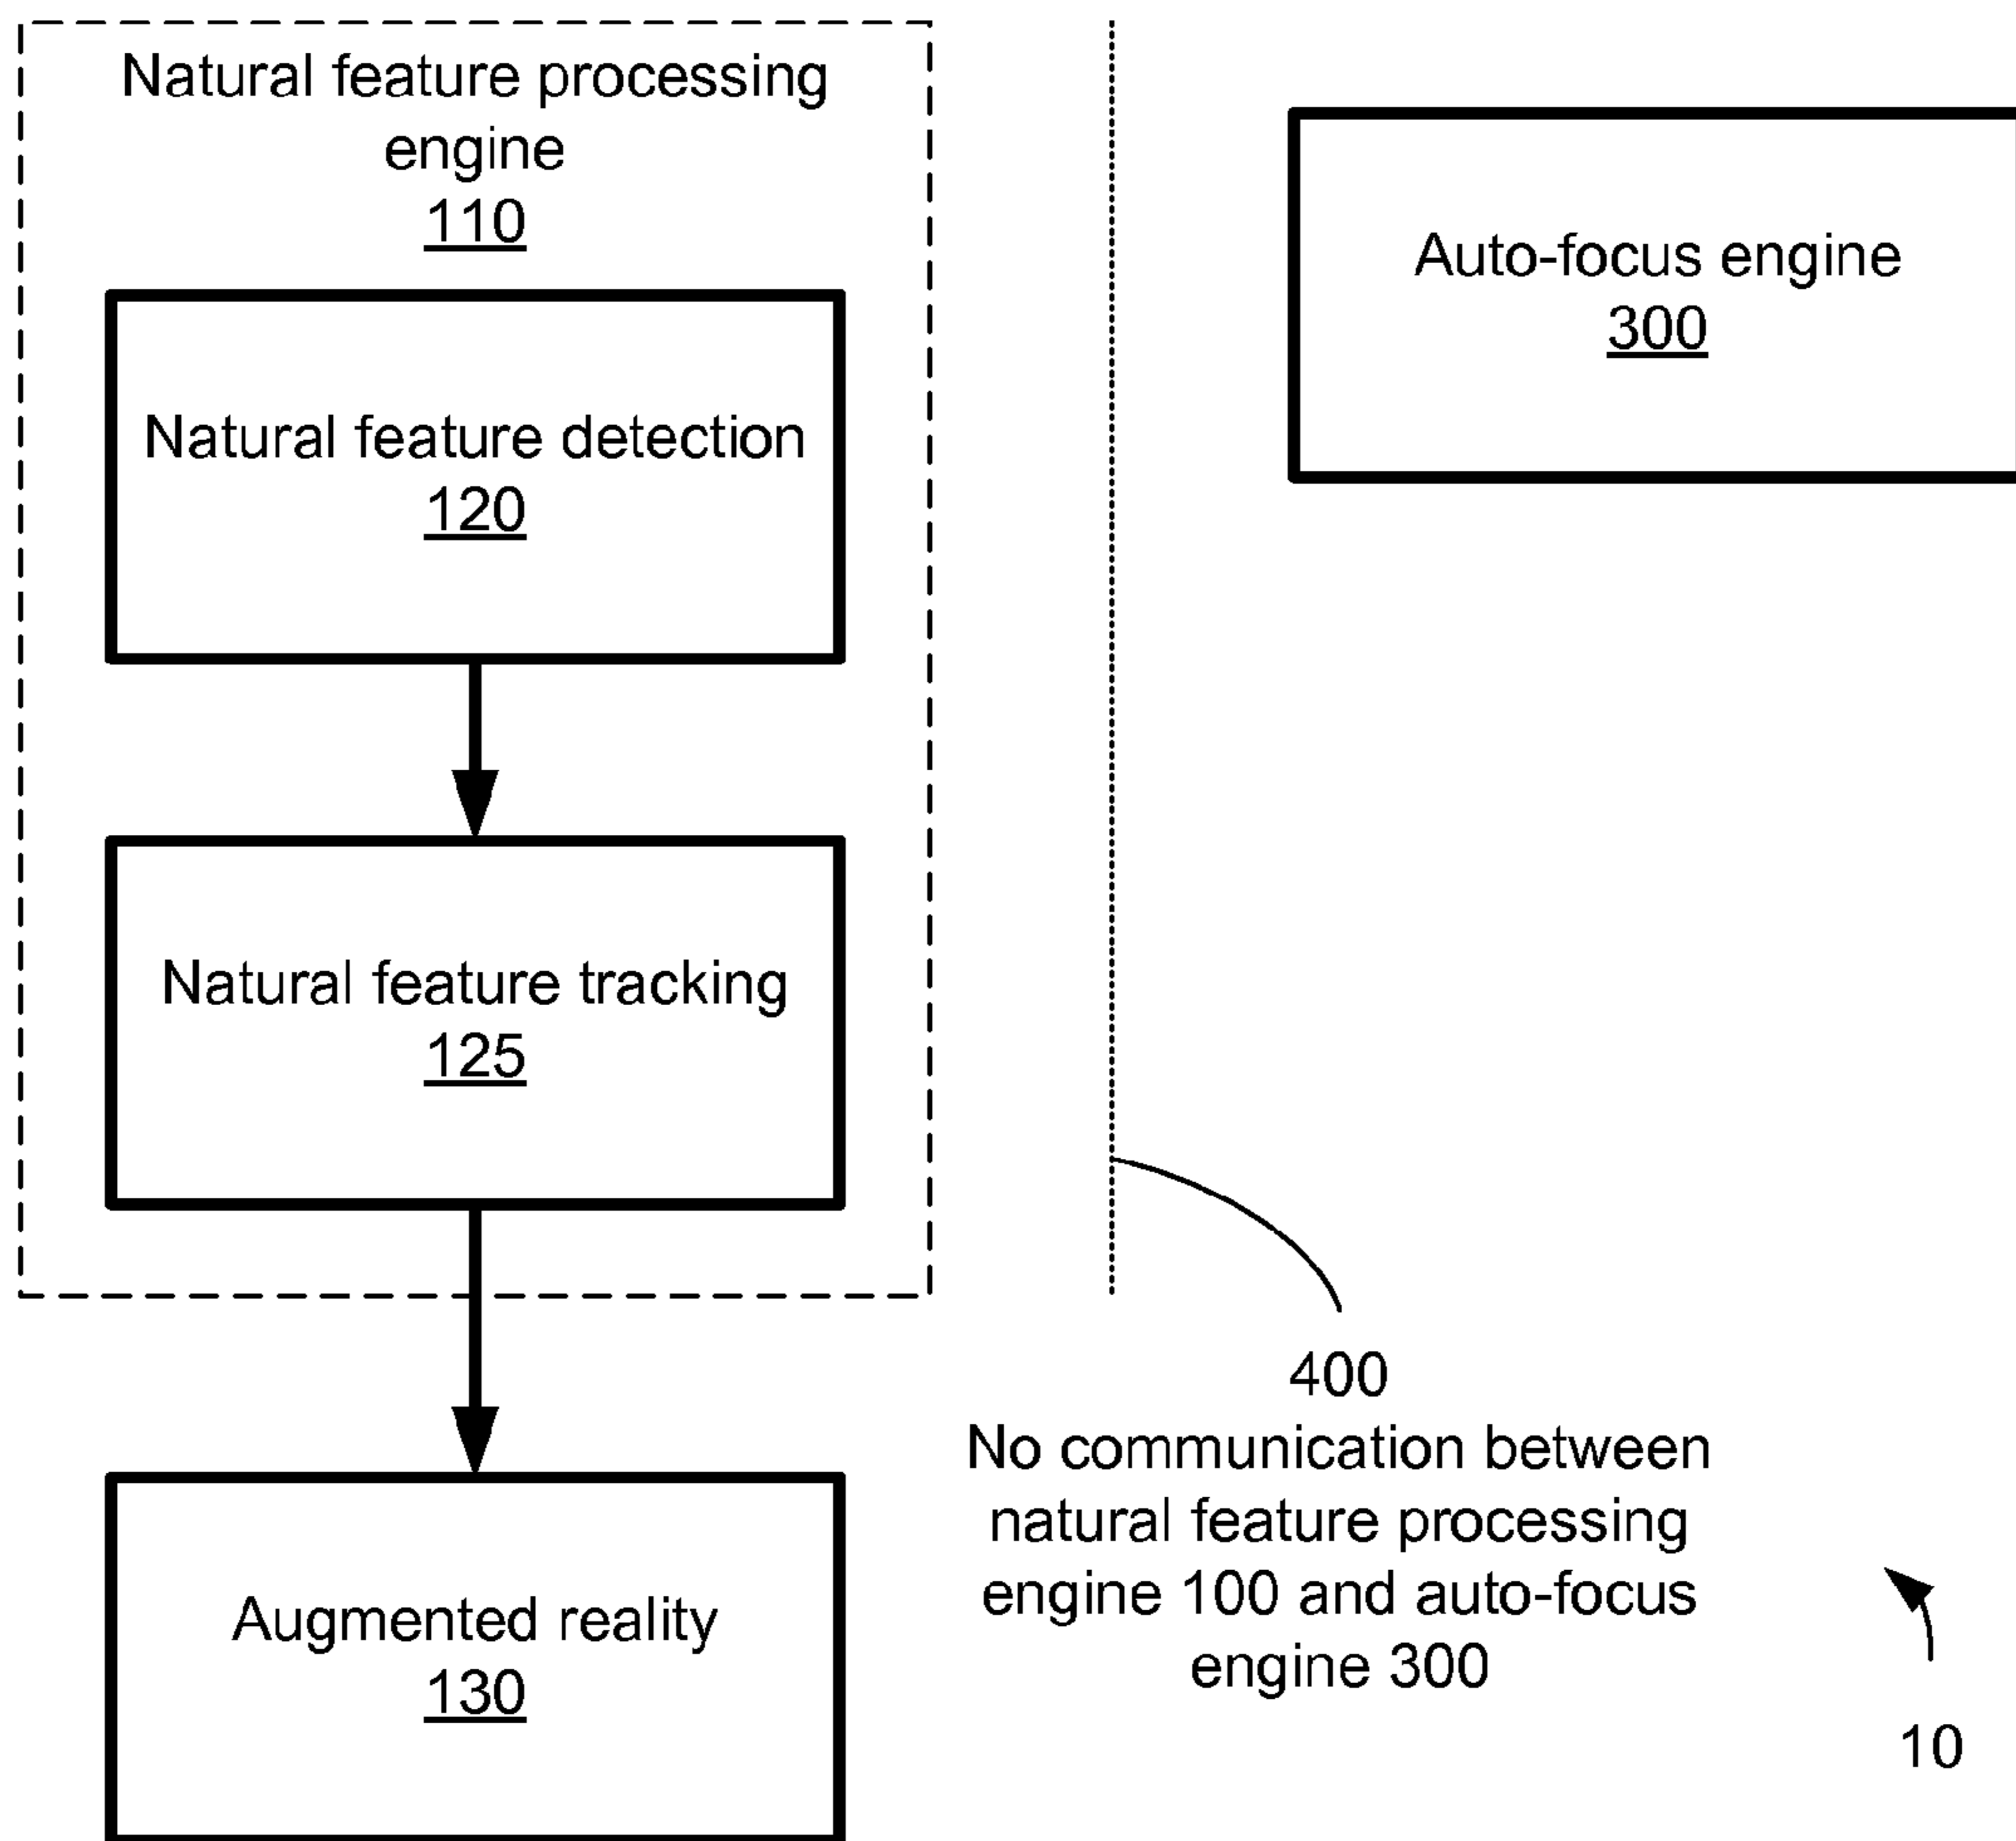 Natural feature processing
engine
110
Auto-focus engine
300
Natural feature detection
120
Natural feature tracking
125
400
No communication between
natural feature processing
engine 100 and auto-focus
engine 300
Augmented reality
130
10